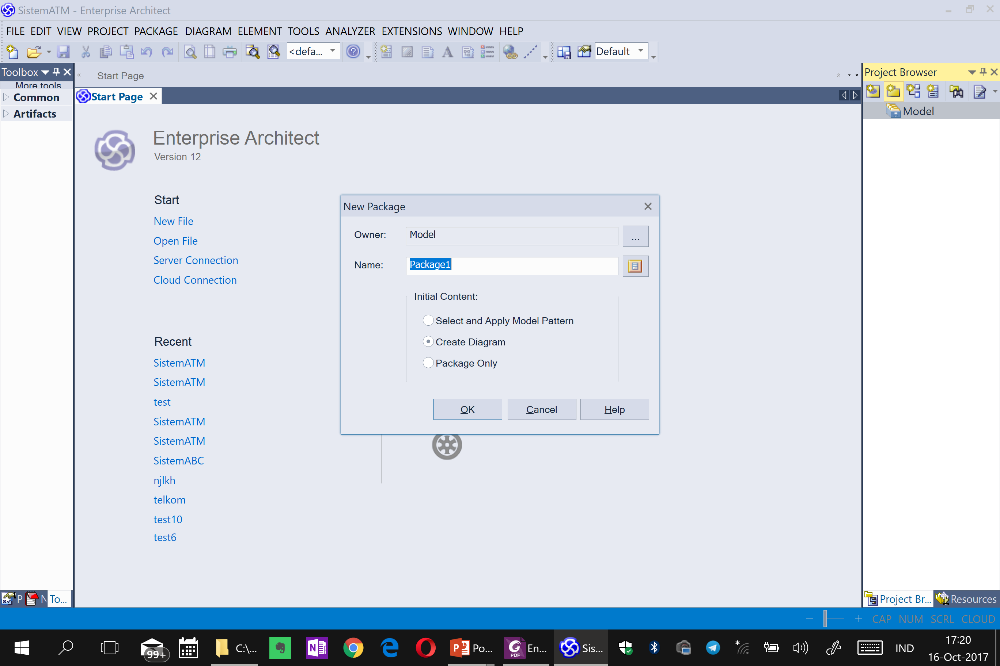 SistemATM - Enterprise Architect
FILE EDIT VIEW PROJECT PACKAGE DIAGRAM ELEMENT TOOLS ANALYZER EXTENSIONS WINDOW HELP
<defa... Default
Toolbox
More tools
Common
Artifacts
Start Page
Start Page
Enterprise Architect
Version 12
Start
New File
Open File
Server Connection
Cloud Connection
Recent
SistemATM
SistemATM
test
SistemATM
SistemATM
SistemABC
njlkh
telkom
test10
test6
New Package
Owner: Model ...
Name: Package1
Initial Content:
Select and Apply Model Pattern
Create Diagram
Package Only
OK Cancel Help
Project Browser
Model
P N To...
Project Br... Resources
CAP NUM SCRL CLOUD
99+ C:\... Po... En... Sis... IND
PDF
17:20
16-Oct-2017